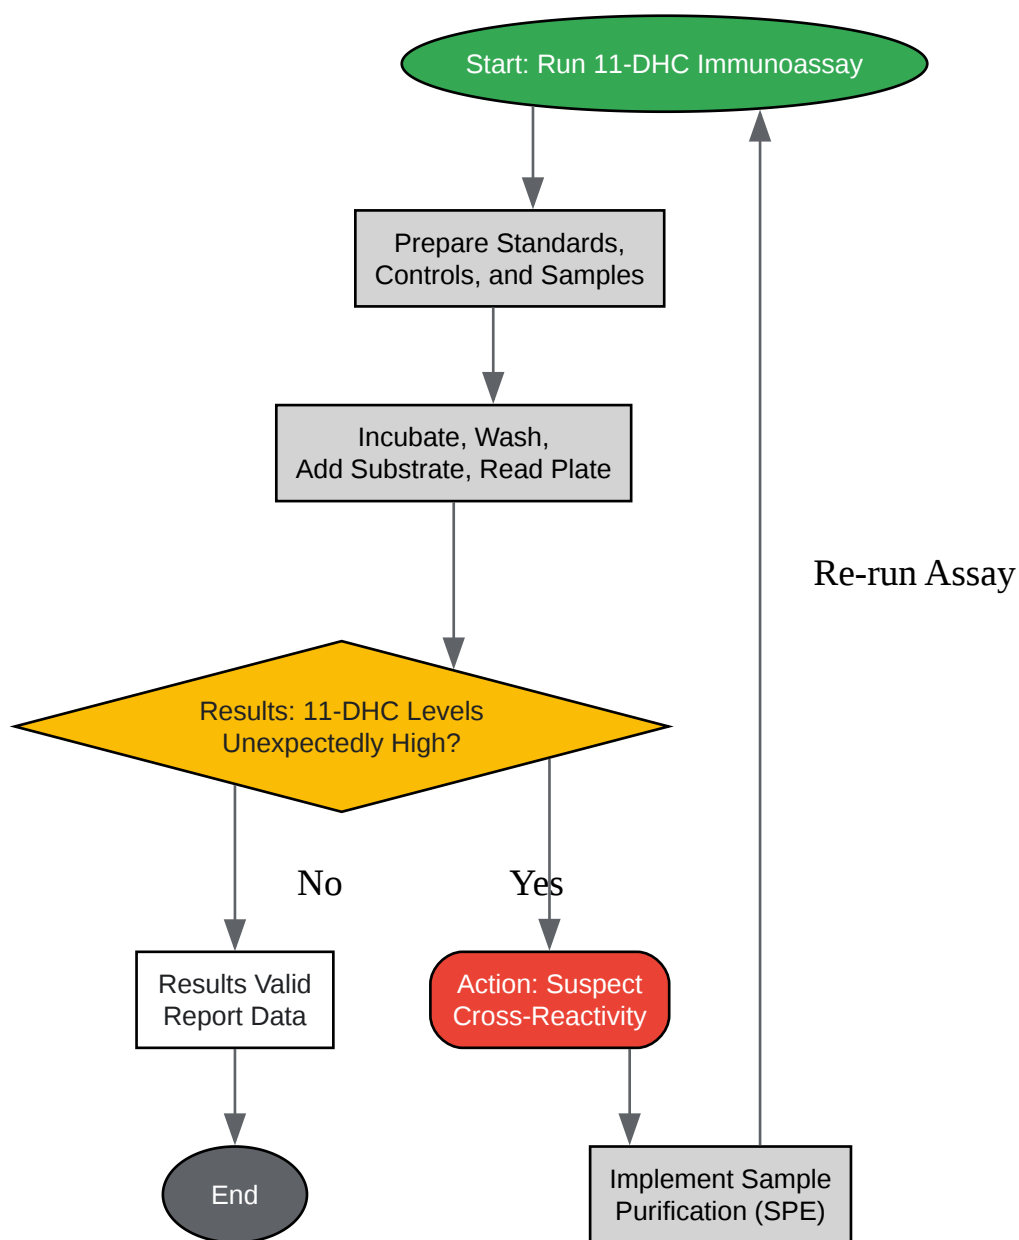 Start: Run 11-DHC Immunoassay
Prepare Standards,
Controls, and Samples
Incubate, Wash,
Add Substrate, Read Plate
Re-run Assay
Results: 11-DHC Levels
Unexpectedly High?
No
Yes
Results Valid
Report Data
Action: Suspect
Cross-Reactivity
End
Implement Sample
Purification (SPE)